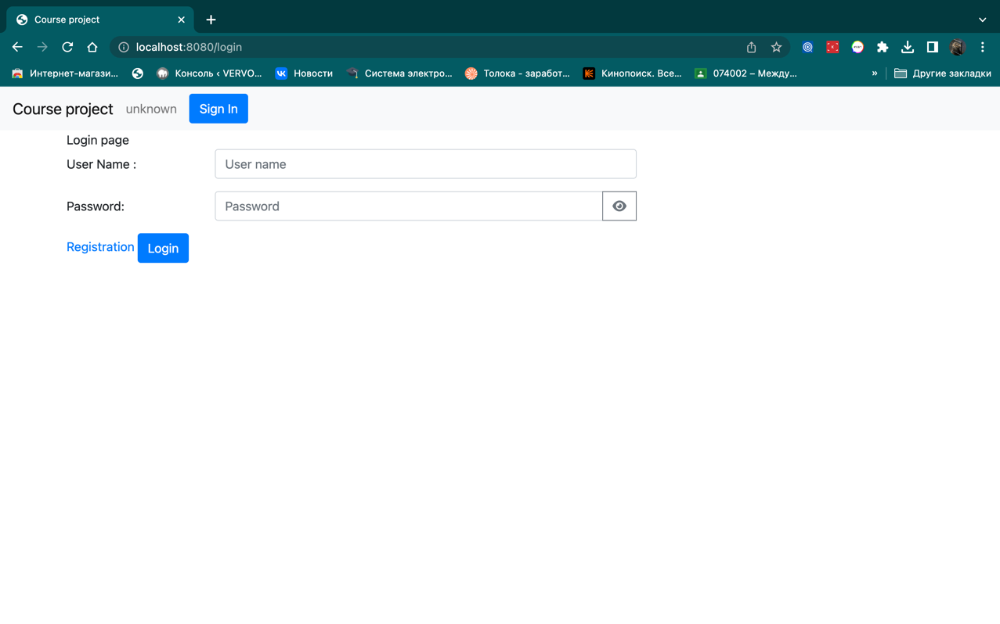 Course project
localhost:8080/login
Интернет-магази... Консоль ‹ VERVO... Новости Система электро... Толока - заработ... Кинопоиск. Все... 074002 – Между... » Другие закладки
Course project unknown Sign In
Login page
User Name : User name
Password: Password
Registration Login